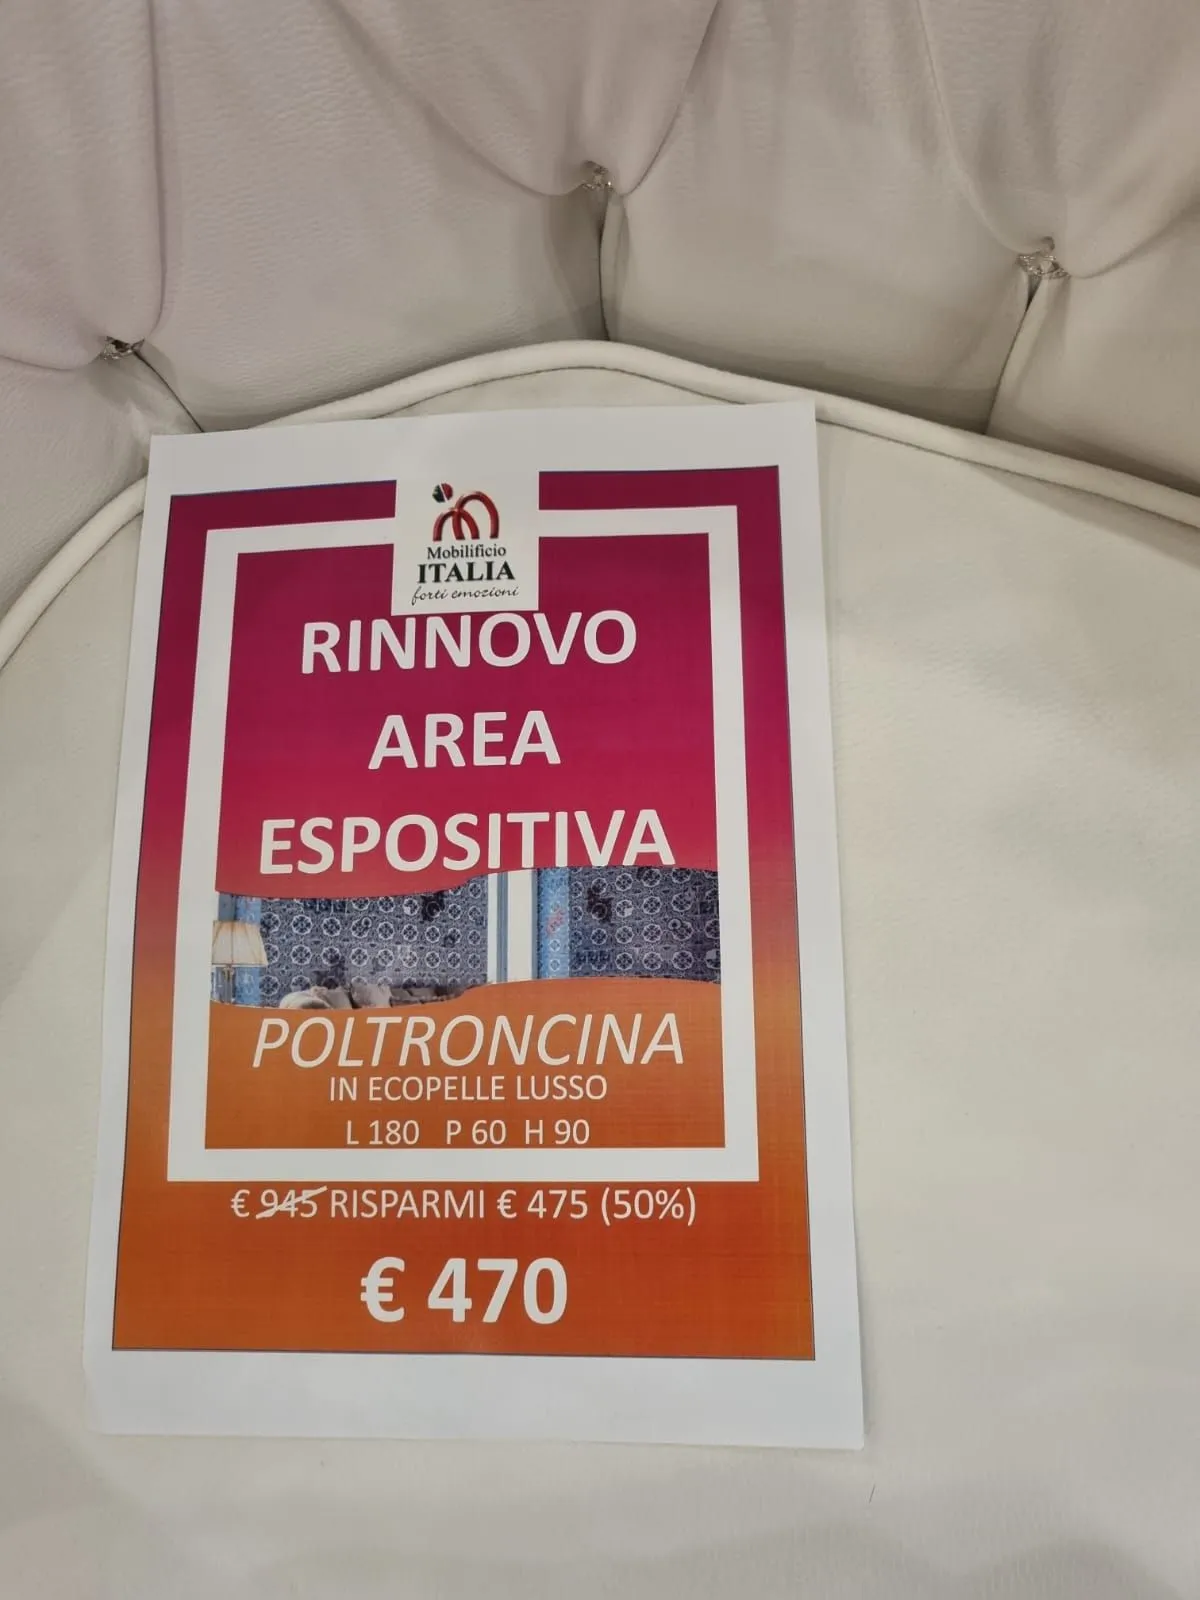 Mobilificio
ITALIA
forti emozioni
RINNOVO
AREA
ESPOSITIVA
POLTRONCINA
IN ECOPELLE LUSSO
L 180 P 60 H 90
€ 945 RISPARMI € 475 (50%)
€ 470